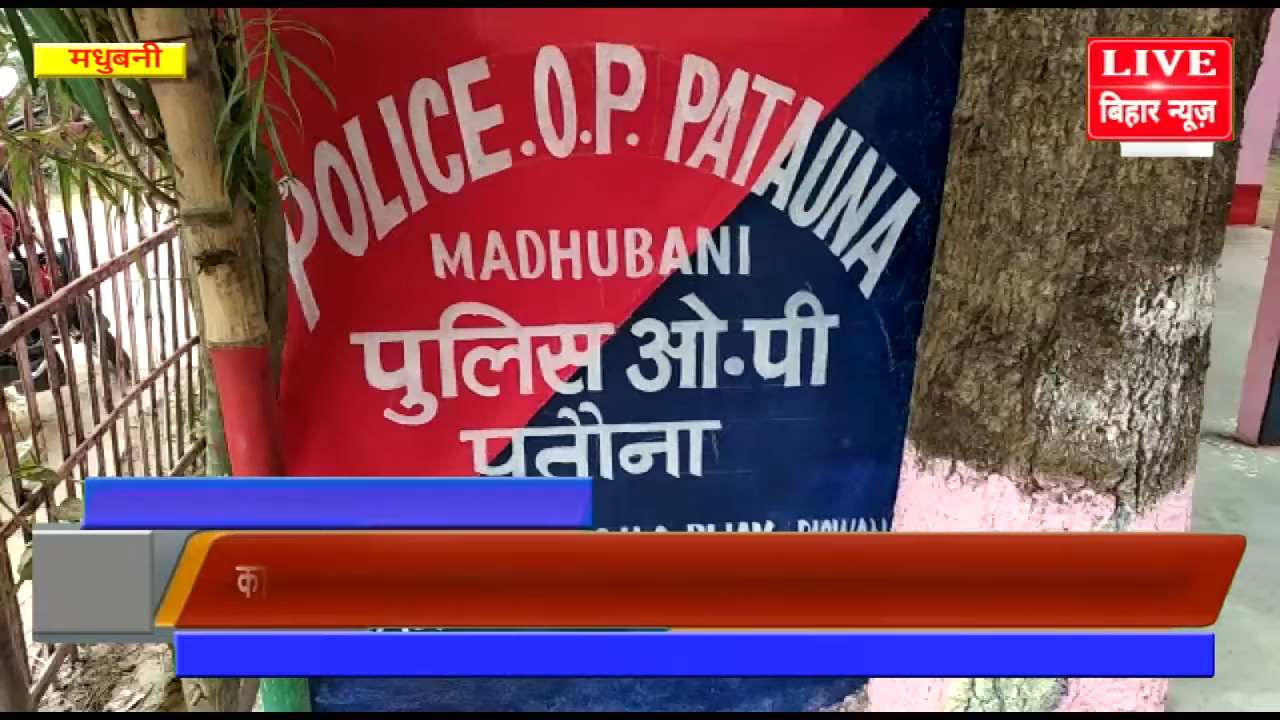 मधुबनी
LIVE
बिहार न्यूज़
POLICE.O.P. PATAUNA
MADHUBANI
पुलिस ओ.पी
पतौना
का